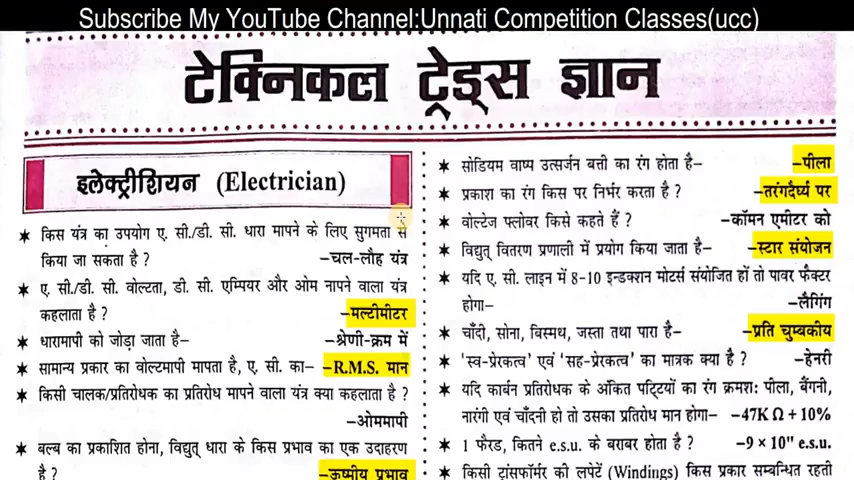 Subscribe My YouTube Channel:Unnati Competition Classes(ucc)
टेक्निकल ट्रेड्स ज्ञान
इलेक्ट्रीशियन (Electrician)
★ किस यंत्र का उपयोग ए. सी./डी. सी. धारा मापने के लिए सुगमता से
किया जा सकता है ? –चल-लौह यंत्र
★ ए. सी./डी. सी. वोल्टता, डी. सी. एम्पियर और ओम नापने वाला यंत्र
कहलाता है ? –मल्टीमीटर
★ धारामापी को जोड़ा जाता है– –श्रेणी-क्रम में
★ सामान्य प्रकार का वोल्टमापी मापता है, ए. सी. का– –R.M.S. मान
★ किसी चालक/प्रतिरोधक का प्रतिरोध मापने वाला यंत्र क्या कहलाता है ?
–ओममापी
★ बल्ब का प्रकाशित होना, विद्युत् धारा के किस प्रभाव का एक उदाहरण
है ? –ऊष्मीय प्रभाव
★ सोडियम वाष्प उत्सर्जन बत्ती का रंग होता है– –पीला
★ प्रकाश का रंग किस पर निर्भर करता है ? –तरंगदैर्घ्य पर
★ वोल्टेज फ्लोवर किसे कहते हैं ? –कॉमन एमीटर को
★ विद्युत् वितरण प्रणाली में प्रयोग किया जाता है– –स्टार संयोजन
★ यदि ए. सी. लाइन में 8-10 इन्डक्शन मोटर्स संयोजित हों तो पावर फैक्टर
होगा– –लैगिंग
★ चाँदी, सोना, विस्मथ, जस्ता तथा पारा है– –प्रति चुम्बकीय
★ 'स्व-प्रेरकत्व' एवं 'सह-प्रेरकत्व' का मात्रक क्या है ? –हेनरी
★ यदि कार्बन प्रतिरोधक के अंकित पट्टियों का रंग क्रमशः पीला, बैंगनी,
नारंगी एवं चाँदनी हो तो उसका प्रतिरोध मान होगा– –47K Ω + 10%
★ 1 फैरड, कितने e.s.u. के बराबर होता है ? –9 × 10" e.s.u.
★ किसी ट्रांसफॉर्मर की लपेटें (Windings) किस प्रकार सम्बन्धित रहती